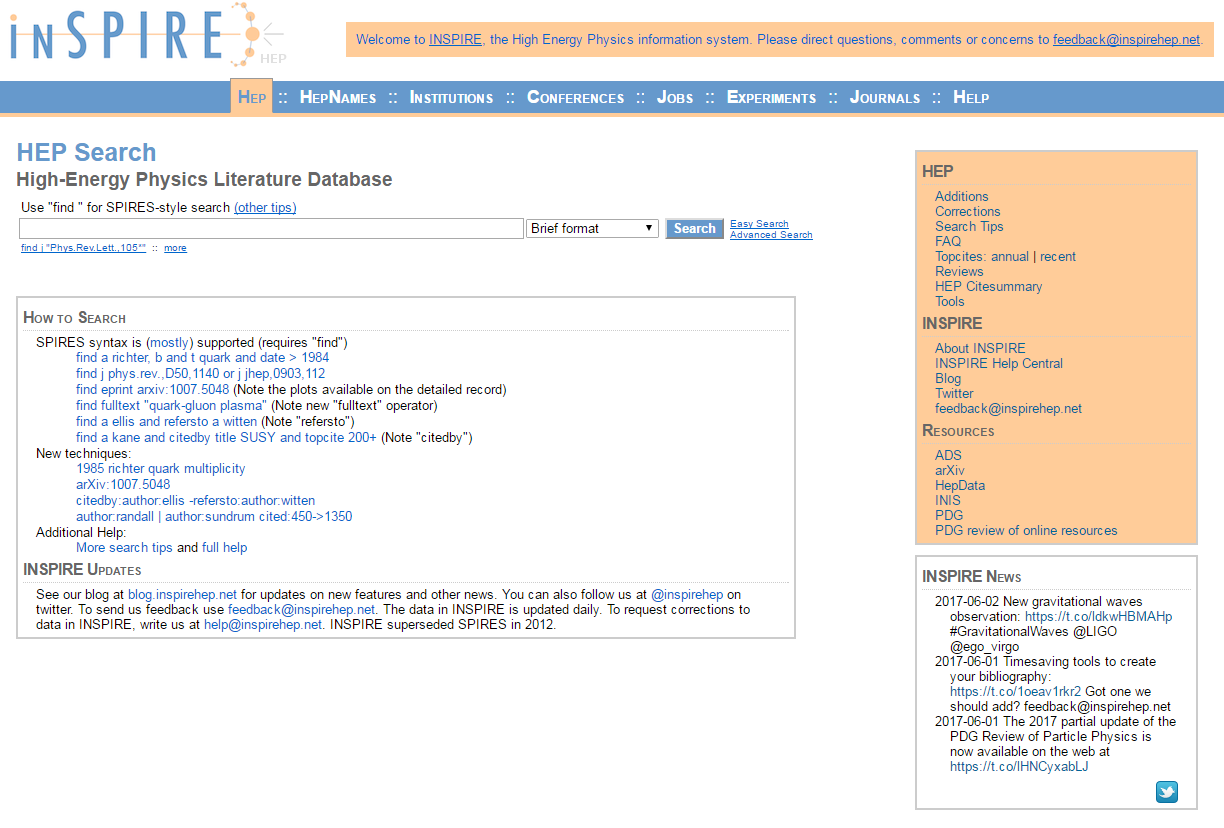 inSPIRE HEP
Welcome to INSPIRE, the High Energy Physics information system. Please direct questions, comments or concerns to feedback@inspirehep.net.
Hep :: HepNames :: Institutions :: Conferences :: Jobs :: Experiments :: Journals :: Help
HEP Search
High-Energy Physics Literature Database
Use "find " for SPIRES-style search (other tips)
Brief format
Search
Easy Search
Advanced Search
find j "Phys.Rev.Lett.,105*" :: more
How to Search
SPIRES syntax is (mostly) supported (requires "find")
find a richter, b and t quark and date > 1984
find j phys.rev.,D50,1140 or j jhep,0903,112
find eprint arxiv:1007.5048 (Note the plots available on the detailed record)
find fulltext "quark-gluon plasma" (Note new "fulltext" operator)
find a ellis and refersto a witten (Note "refersto")
find a kane and citedby title SUSY and topcite 200+ (Note "citedby")
New techniques:
1985 richter quark multiplicity
arXiv:1007.5048
citedby:author:ellis -refersto:author:witten
author:randall | author:sundrum cited:450->1350
Additional Help:
More search tips and full help
INSPIRE Updates
See our blog at blog.inspirehep.net for updates on new features and other news. You can also follow us at @inspirehep on
twitter. To send us feedback use feedback@inspirehep.net. The data in INSPIRE is updated daily. To request corrections to
data in INSPIRE, write us at help@inspirehep.net. INSPIRE superseded SPIRES in 2012.
HEP
Additions
Corrections
Search Tips
FAQ
Topcites: annual | recent
Reviews
HEP Citesummary
Tools
INSPIRE
About INSPIRE
INSPIRE Help Central
Blog
Twitter
feedback@inspirehep.net
Resources
ADS
arXiv
HepData
INIS
PDG
PDG review of online resources
INSPIRE News
2017-06-02 New gravitational waves
observation: https://t.co/IdkwHBMAHp
#GravitationalWaves @LIGO
@ego_virgo
2017-06-01 Timesaving tools to create
your bibliography:
https://t.co/1oeav1rkr2 Got one we
should add? feedback@inspirehep.net
2017-06-01 The 2017 partial update of the
PDG Review of Particle Physics is
now available on the web at
https://t.co/lHNCyxabLJ